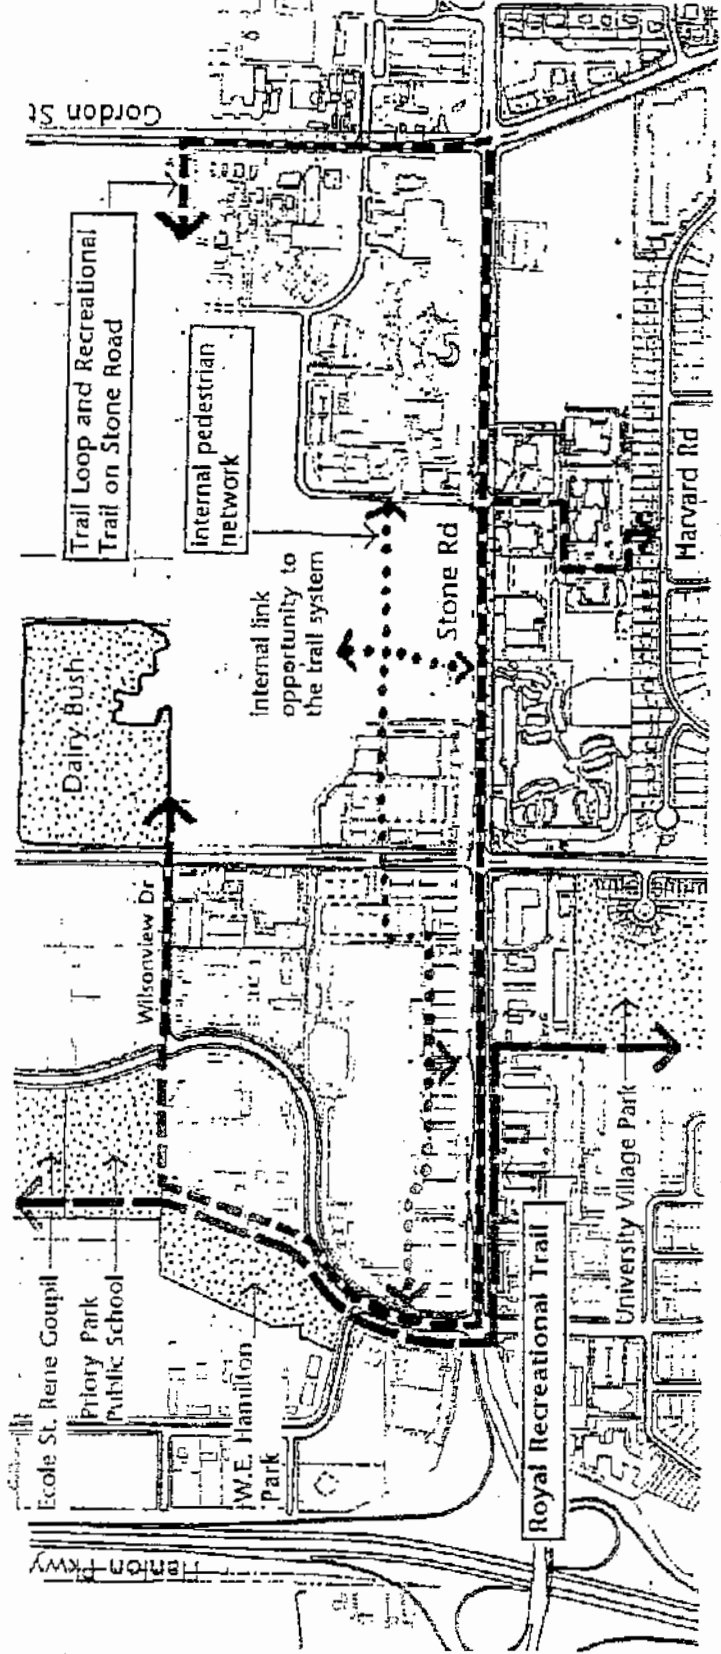 Gordon St
Trail Loop and Recreational
Trail on Stone Road
Internal pedestrian
network
Internal link
opportunity to
the trail system
Stone Rd
Harvard Rd
Dairy Bush
Wilsonview Dr
Ecole St. Rene Goupil
Priory Park
Public School
W.E. Hamilton
Park
University Village Park
Royal Recreational Trail
Hanlon Pkwy